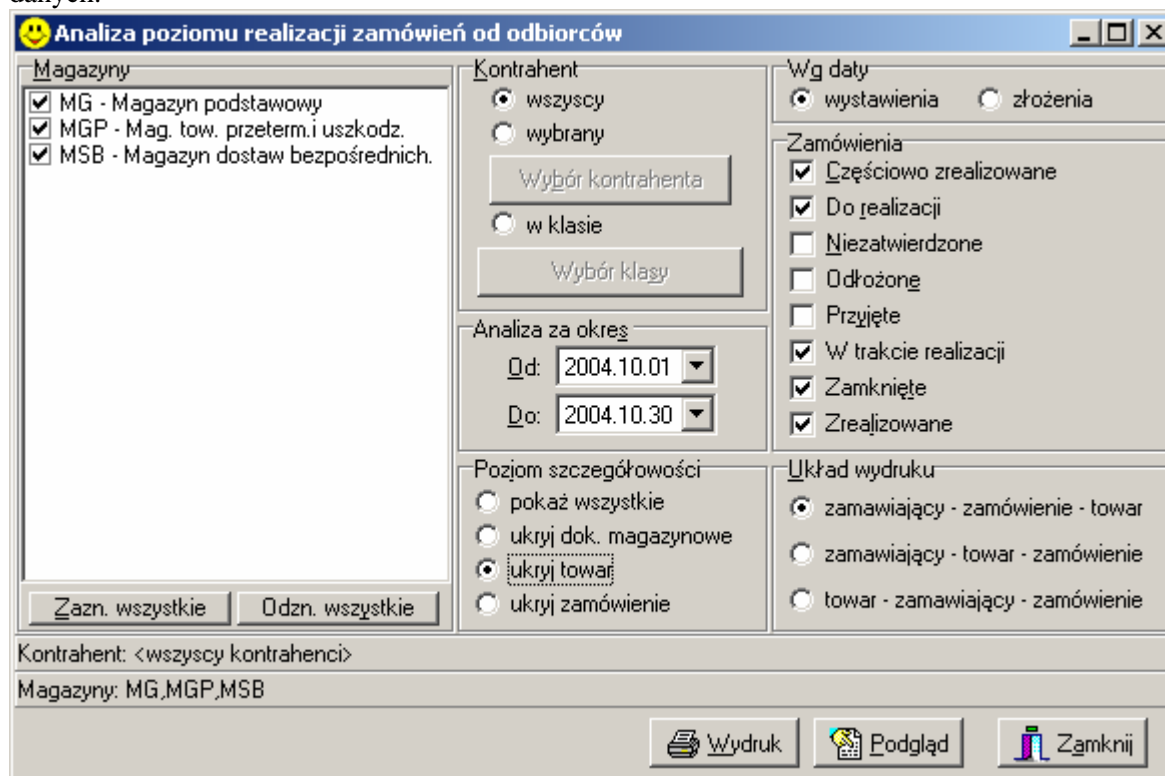 danych.
Analiza poziomu realizacji zamówień od odbiorców
Magazyny
MG - Magazyn podstawowy
MGP - Mag. tow. przeterm.i uszkodz.
MSB - Magazyn dostaw bezpośrednich.
Zazn. wszystkie
Odzn. wszystkie
Kontrahent
wszyscy
wybrany
Wybór kontrahenta
w klasie
Wybór klasy
Analiza za okres
Od: 2004.10.01
Do: 2004.10.30
Poziom szczegółowości
pokaż wszystkie
ukryj dok. magazynowe
ukryj towar
ukryj zamówienie
Wg daty
wystawienia
złożenia
Zamówienia
Częściowo zrealizowane
Do realizacji
Niezatwierdzone
Odłożone
Przyjęte
W trakcie realizacji
Zamknięte
Zrealizowane
Układ wydruku
zamawiający - zamówienie - towar
zamawiający - towar - zamówienie
towar - zamawiający - zamówienie
Kontrahent: <wszyscy kontrahenci>
Magazyny: MG,MGP,MSB
Wydruk
Podgląd
Zamknij